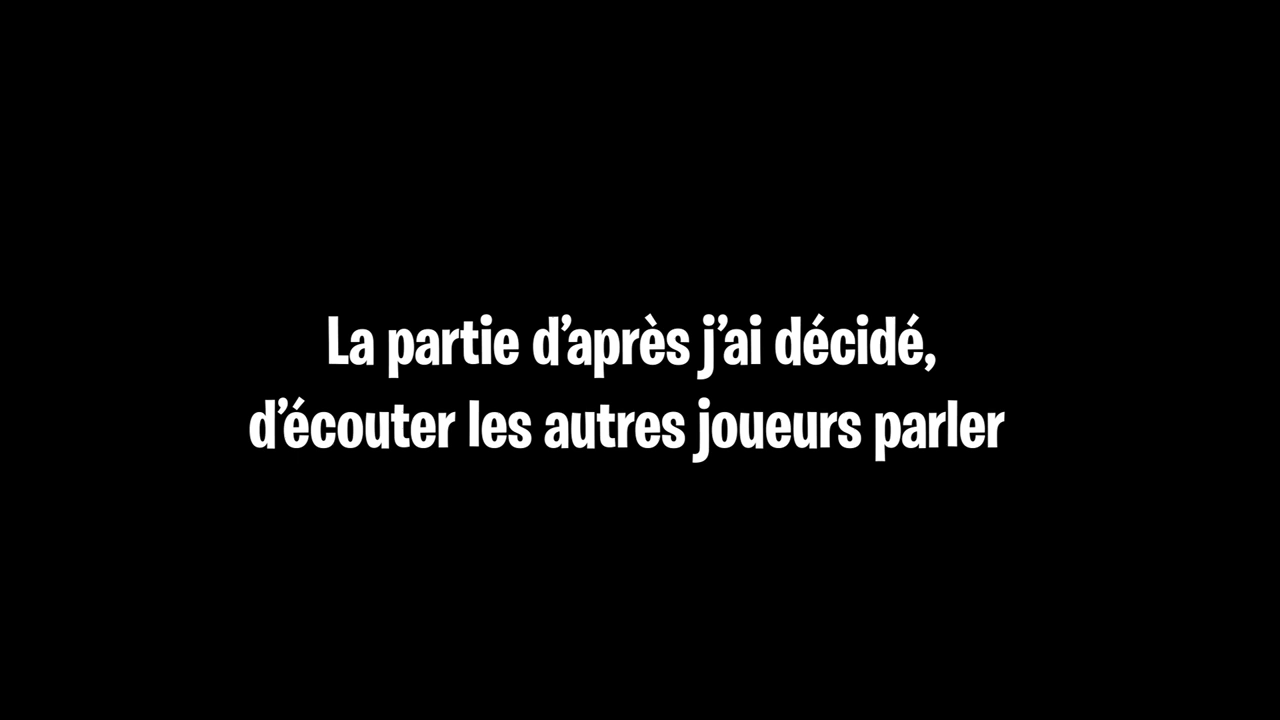 La partie d’après j’ai décidé,
d’écouter les autres joueurs parler